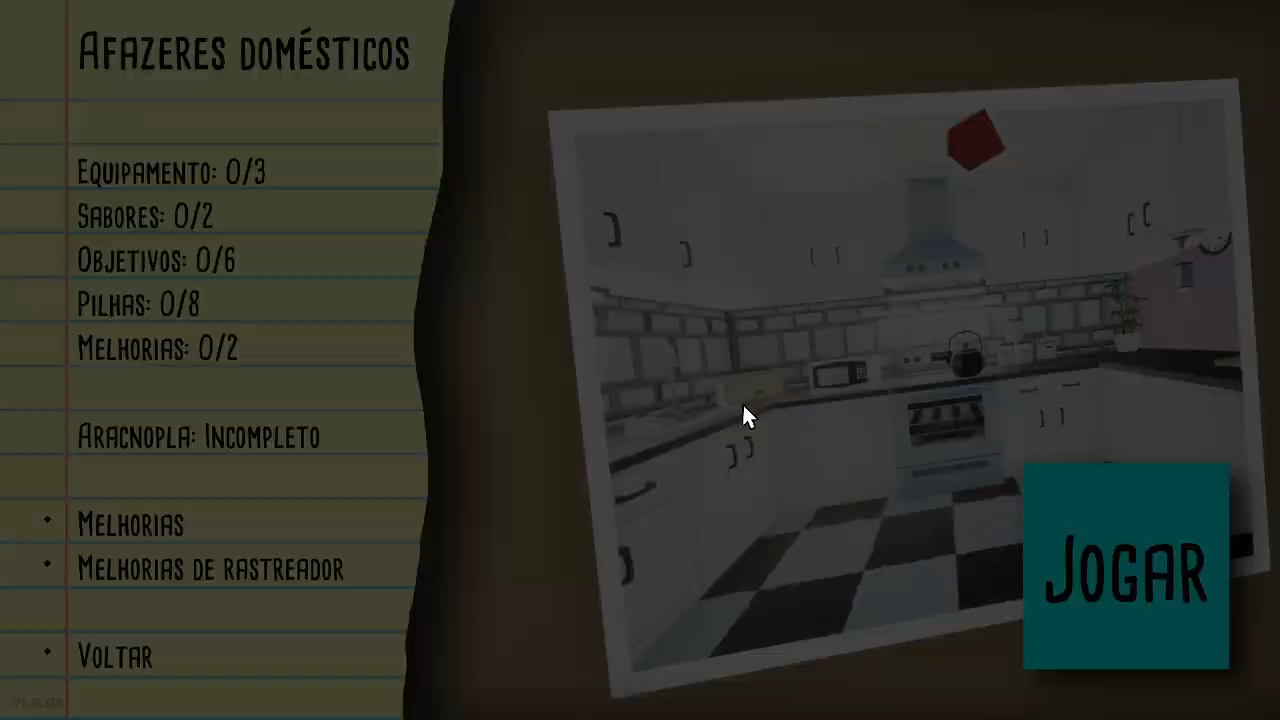 Afazeres domésticos
Equipamento: 0/3
Sabores: 0/2
Objetivos: 0/6
Pilhas: 0/8
Melhorias: 0/2
Aracnopla: Incompleto
• Melhorias
• Melhorias de rastreador
• Voltar
Jogar